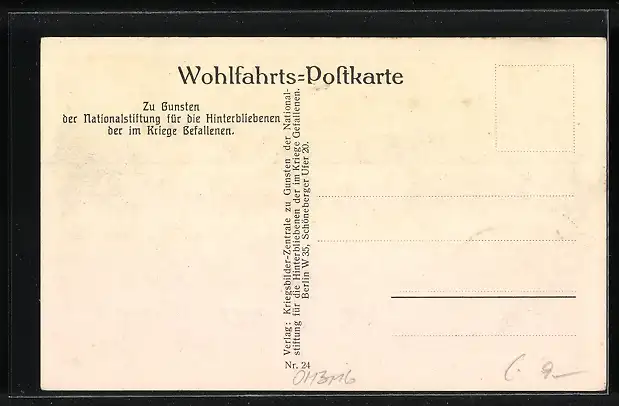 Wohlfahrts=Poſtkarte
Zu Gunsten
der Nationalstiftung für die Hinterbliebenen
der im Kriege Gefallenen.
Verlag: Kriegsbilder-Zentrale zu Gunsten der National-
stiftung für die Hinterbliebenen der im Kriege Gefallenen.
Berlin W 35, Schöneberger Ufer 20.
Nr. 24